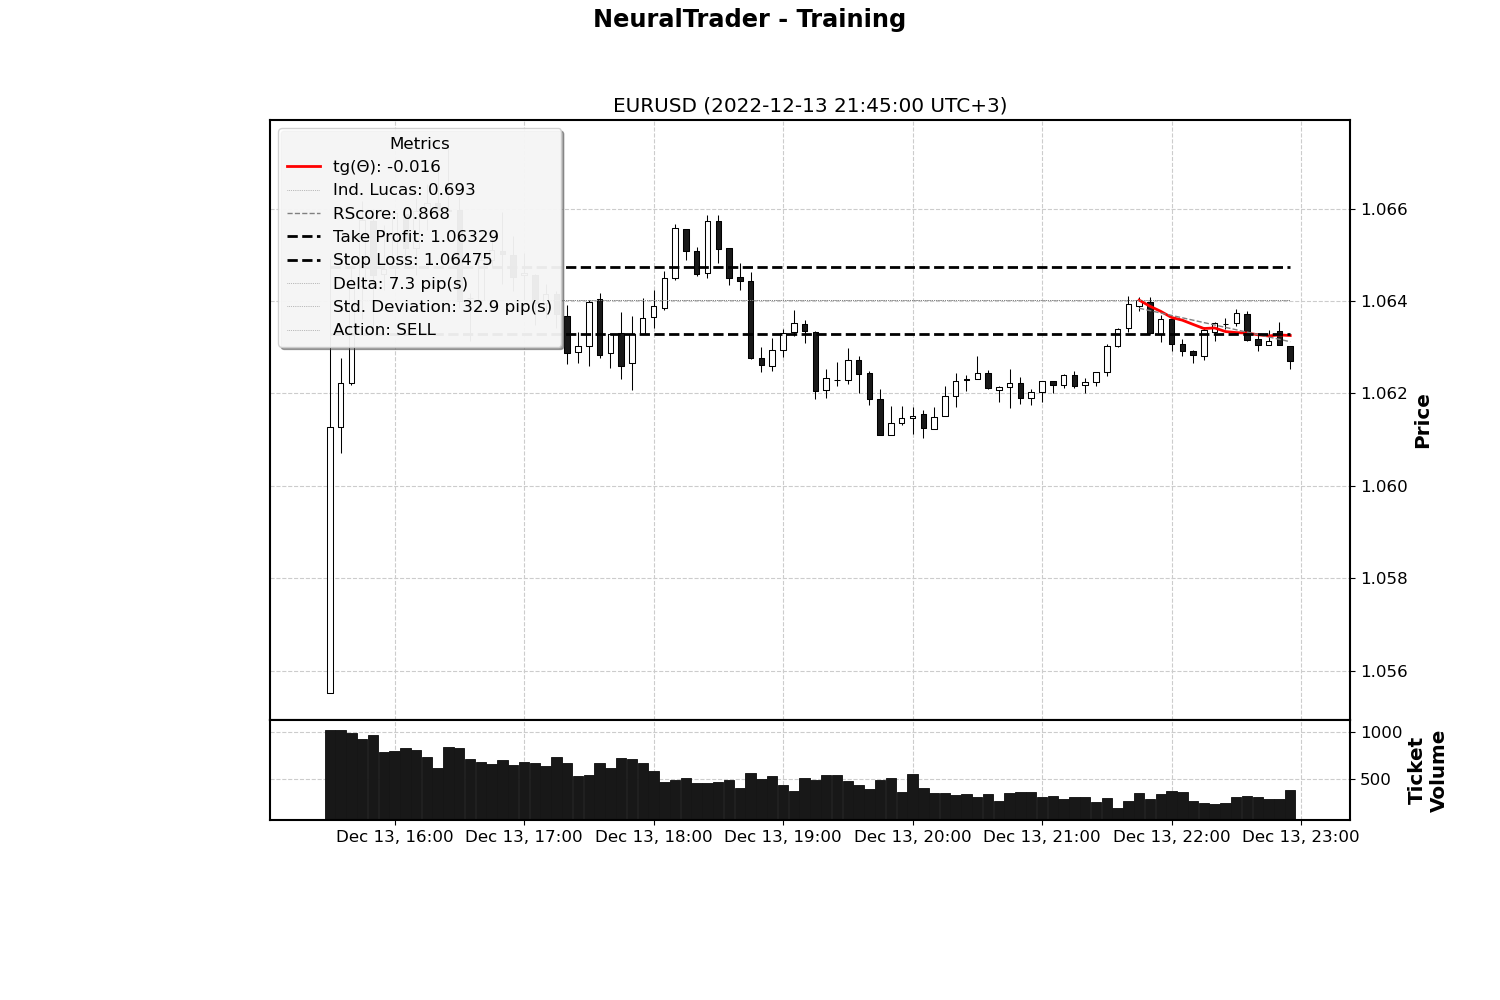 NeuralTrader - Training
EURUSD (2022-12-13 21:45:00 UTC+3)
Metrics
tg(Θ): -0.016
Ind. Lucas: 0.693
RScore: 0.868
Take Profit: 1.06329
Stop Loss: 1.06475
Delta: 7.3 pip(s)
Std. Deviation: 32.9 pip(s)
Action: SELL
1.066
1.064
1.062
1.060
1.058
1.056
Price
1000
500
Ticket
Volume
Dec 13, 16:00 Dec 13, 17:00 Dec 13, 18:00 Dec 13, 19:00 Dec 13, 20:00 Dec 13, 21:00 Dec 13, 22:00 Dec 13, 23:00